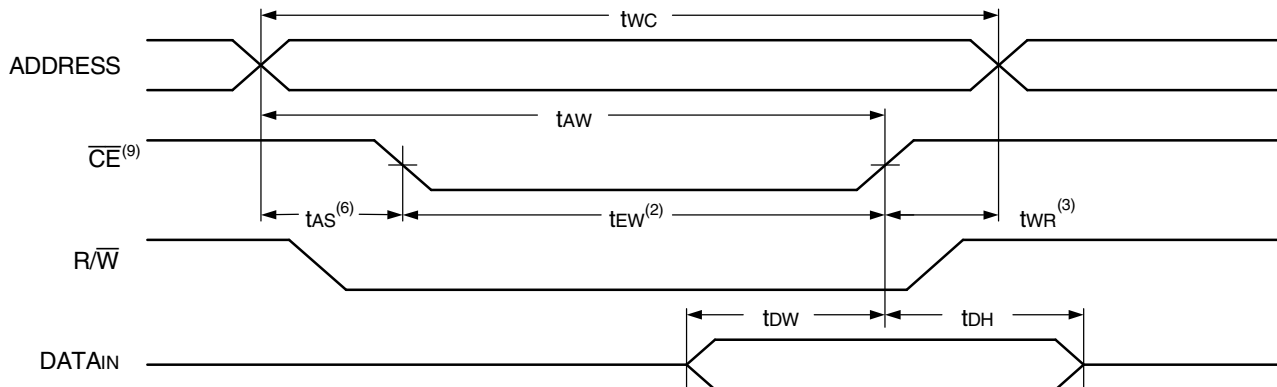 tWC
ADDRESS
tAW
CE(9)
tAS(6) tEW(2) tWR(3)
R/W
tDW tDH
DATAIN